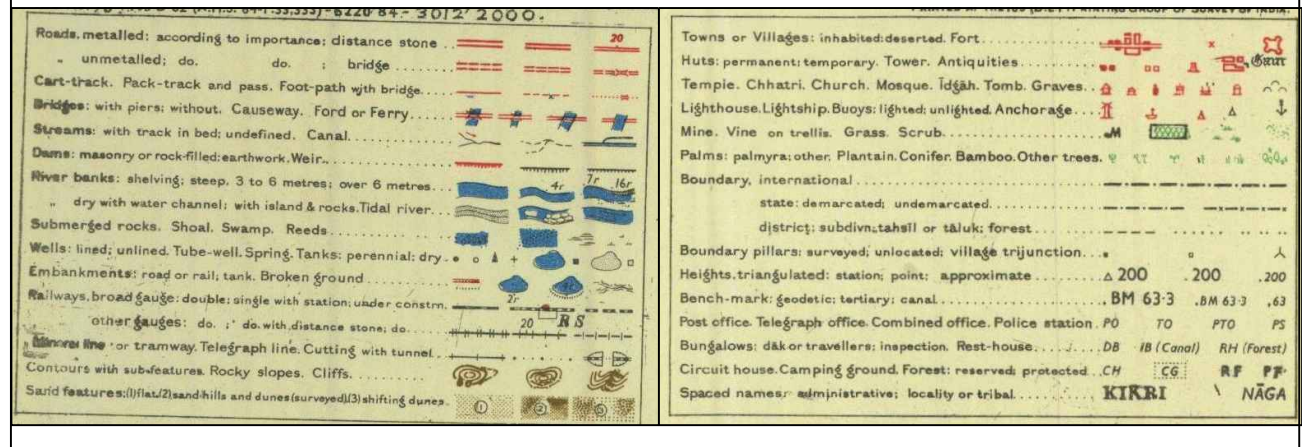 6220-84-3012'2000.
Roads, metalled: according to importance; distance stone .. 20
" unmetalled; do. do. ; bridge
Cart-track. Pack-track and pass. Foot-path with bridge
Bridges: with piers; without. Causeway. Ford or Ferry
Streams: with track in bed; undefined. Canal
Dams: masonry or rock-filled; earthwork. Weir..
River banks: shelving; steep, 3 to 6 metres; over 6 metres ... 4r 7r 16r
" dry with water channel; with island & rocks. Tidal river...
Submerged rocks. Shoal. Swamp. Reeds
Wells: lined; unlined. Tube-well. Spring. Tanks: perennial; dry
Embankments: road or rail; tank. Broken ground
Railways, broad gauge: double; single with station; under constrn. 2r
other gauges: do. ; do. with distance stone; do. 20 RS
Mineral line or tramway. Telegraph line. Cutting with tunnel
Contours with sub-features. Rocky slopes. Cliffs
Sand features: (1) flat. (2) sand-hills and dunes (surveyed). (3) shifting dunes. (1) (2) (3)
GROUP OF SURVEY OF INDIA.
Towns or Villages: inhabited: deserted. Fort
Huts: permanent; temporary. Tower. Antiquities
Temple. Chhatri. Church. Mosque. Īdgāh. Tomb. Graves
Lighthouse. Lightship. Buoys: lighted; unlighted. Anchorage
Mine. Vine on trellis. Grass. Scrub
Palms: palmyra; other. Plantain. Conifer. Bamboo. Other trees.
Boundary, international
state: demarcated; undemarcated
district; subdivn; tahsīl or tāluk; forest
Boundary pillars: surveyed; unlocated; village trijunction
Heights, triangulated: station; point; approximate ... 200 .200 .200
Bench-mark: geodetic; tertiary; canal .BM 63·3 .BM 63·3 .63
Post office. Telegraph office. Combined office. Police station. PO TO PTO PS
Bungalows: dāk or travellers; inspection. Rest-house DB IB (Canal) RH (Forest)
Circuit house. Camping ground. Forest: reserved; protected .. CH CG RF PF
Spaced names: administrative; locality or tribal KIKRI NĀGA